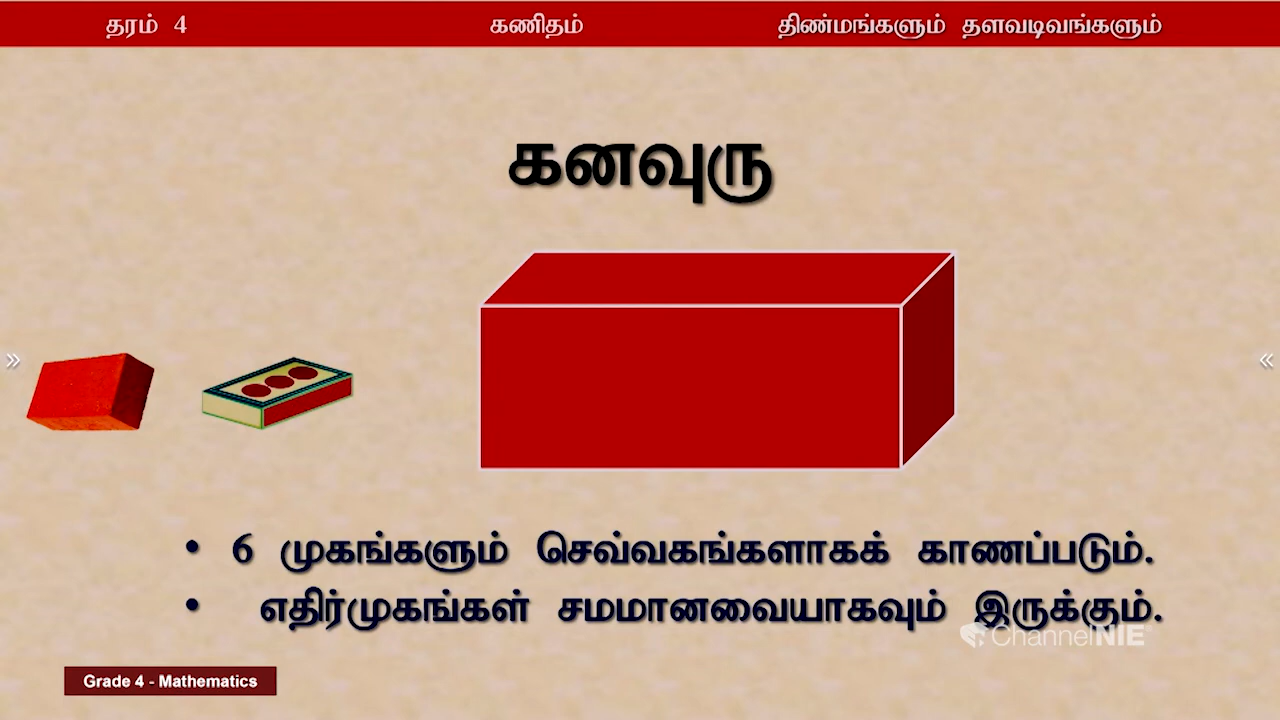 தரம் 4 கணிதம் திண்மங்களும் தளவடிவங்களும்
கனவுரு
• 6 முகங்களும் செவ்வகங்களாகக் காணப்படும்.
• எதிர்முகங்கள் சமமானவையாகவும் இருக்கும்.
ChannelNIE
Grade 4 - Mathematics